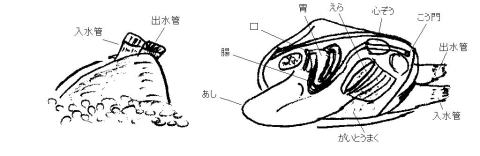 入水管
出水管
口
胃
えら
心ぞう
こう門
腸
出水管
あし
入水管
がいとうまく